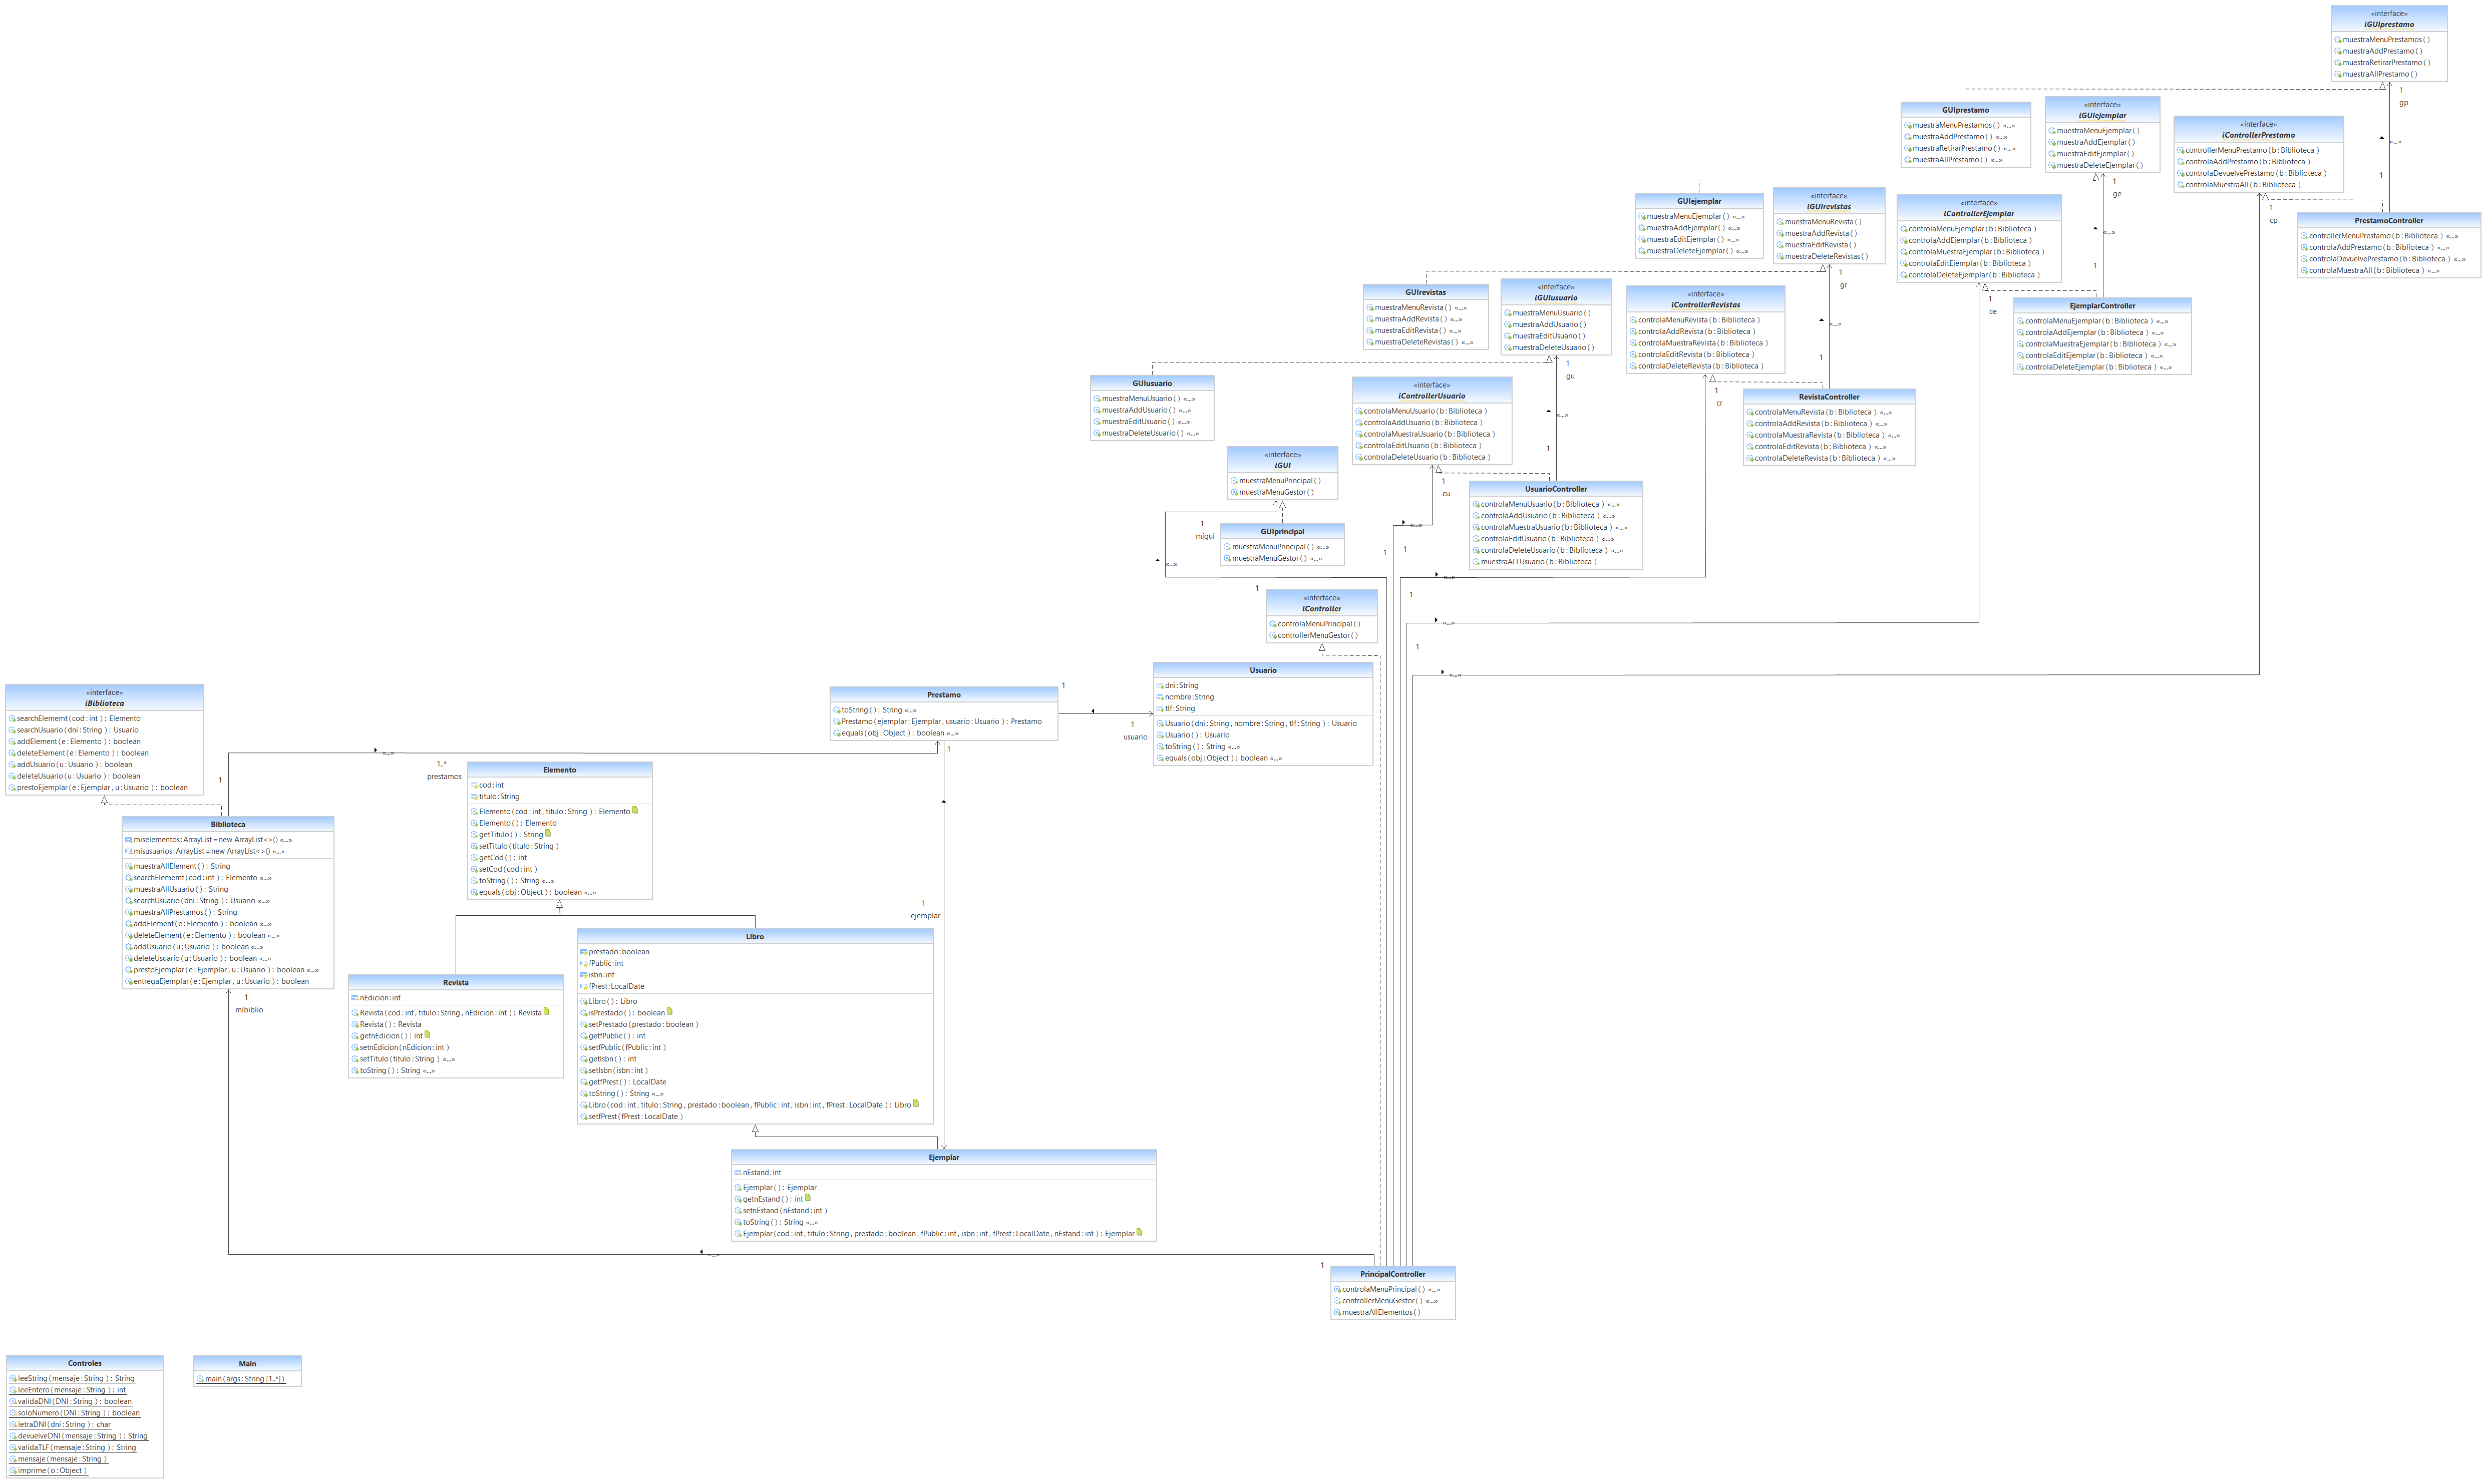 «interface»
iGUIprestamo
muestraMenuPrestamos ( )
muestraAddPrestamo ( )
muestraRetirarPrestamo ( )
muestraAllPrestamo ( )
1
gp
«...»
1
GUIprestamo
muestraMenuPrestamos ( ) «...»
muestraAddPrestamo ( ) «...»
muestraRetirarPrestamo ( ) «...»
muestraAllPrestamo ( ) «...»
«interface»
iGUIejemplar
muestraMenuEjemplar ( )
muestraAddEjemplar ( )
muestraEditEjemplar ( )
muestraDeleteEjemplar ( )
1
ge
«...»
1
«interface»
iControllerPrestamo
controllerMenuPrestamo ( b : Biblioteca )
controlaAddPrestamo ( b : Biblioteca )
controlaDevuelvePrestamo ( b : Biblioteca )
controlaMuestraAll ( b : Biblioteca )
1
cp
PrestamoController
controllerMenuPrestamo ( b : Biblioteca ) «...»
controlaAddPrestamo ( b : Biblioteca ) «...»
controlaDevuelvePrestamo ( b : Biblioteca ) «...»
controlaMuestraAll ( b : Biblioteca ) «...»
GUIejemplar
muestraMenuEjemplar ( ) «...»
muestraAddEjemplar ( ) «...»
muestraEditEjemplar ( ) «...»
muestraDeleteEjemplar ( ) «...»
«interface»
iGUIrevistas
muestraMenuRevista ( )
muestraAddRevista ( )
muestraEditRevista ( )
muestraDeleteRevistas ( )
1
gr
«...»
1
«interface»
iControllerEjemplar
controlaMenuEjemplar ( b : Biblioteca )
controlaAddEjemplar ( b : Biblioteca )
controlaMuestraEjemplar ( b : Biblioteca )
controlaEditEjemplar ( b : Biblioteca )
controlaDeleteEjemplar ( b : Biblioteca )
1
ce
EjemplarController
controlaMenuEjemplar ( b : Biblioteca ) «...»
controlaAddEjemplar ( b : Biblioteca ) «...»
controlaMuestraEjemplar ( b : Biblioteca ) «...»
controlaEditEjemplar ( b : Biblioteca ) «...»
controlaDeleteEjemplar ( b : Biblioteca ) «...»
GUIrevistas
muestraMenuRevista ( ) «...»
muestraAddRevista ( ) «...»
muestraEditRevista ( ) «...»
muestraDeleteRevistas ( ) «...»
«interface»
iGUIusuario
muestraMenuUsuario ( )
muestraAddUsuario ( )
muestraEditUsuario ( )
muestraDeleteUsuario ( )
1
gu
«...»
1
«interface»
iControllerRevistas
controlaMenuRevista ( b : Biblioteca )
controlaAddRevista ( b : Biblioteca )
controlaMuestraRevista ( b : Biblioteca )
controlaEditRevista ( b : Biblioteca )
controlaDeleteRevista ( b : Biblioteca )
1
cr
RevistaController
controlaMenuRevista ( b : Biblioteca ) «...»
controlaAddRevista ( b : Biblioteca ) «...»
controlaMuestraRevista ( b : Biblioteca ) «...»
controlaEditRevista ( b : Biblioteca ) «...»
controlaDeleteRevista ( b : Biblioteca ) «...»
GUIusuario
muestraMenuUsuario ( ) «...»
muestraAddUsuario ( ) «...»
muestraEditUsuario ( ) «...»
muestraDeleteUsuario ( ) «...»
«interface»
iControllerUsuario
controlaMenuUsuario ( b : Biblioteca )
controlaAddUsuario ( b : Biblioteca )
controlaMuestraUsuario ( b : Biblioteca )
controlaEditUsuario ( b : Biblioteca )
controlaDeleteUsuario ( b : Biblioteca )
1
cu
UsuarioController
controlaMenuUsuario ( b : Biblioteca ) «...»
controlaAddUsuario ( b : Biblioteca ) «...»
controlaMuestraUsuario ( b : Biblioteca ) «...»
controlaEditUsuario ( b : Biblioteca ) «...»
controlaDeleteUsuario ( b : Biblioteca ) «...»
muestraALLUsuario ( b : Biblioteca )
«interface»
iGUI
muestraMenuPrincipal ( )
muestraMenuGestor ( )
1
migui
GUIprincipal
muestraMenuPrincipal ( ) «...»
muestraMenuGestor ( ) «...»
«...»
1
«...»
1
1
«...»
1
«...»
1
«...»
«interface»
iController
controlaMenuPrincipal ( )
controllerMenuGestor ( )
Usuario
dni : String
nombre : String
tlf : String
Usuario ( dni : String , nombre : String , tlf : String ) : Usuario
Usuario ( ) : Usuario
toString ( ) : String «...»
equals ( obj : Object ) : boolean «...»
1
1
usuario
Prestamo
toString ( ) : String «...»
Prestamo ( ejemplar : Ejemplar , usuario : Usuario ) : Prestamo
equals ( obj : Object ) : boolean «...»
1
«interface»
iBiblioteca
searchElememt ( cod : int ) : Elemento
searchUsuario ( dni : String ) : Usuario
addElement ( e : Elemento ) : boolean
deleteElement ( e : Elemento ) : boolean
addUsuario ( u : Usuario ) : boolean
deleteUsuario ( u : Usuario ) : boolean
prestoEjemplar ( e : Ejemplar , u : Usuario ) : boolean
1
«...»
1..*
prestamos
Biblioteca
miselementos : ArrayList = new ArrayList<>() «...»
misusuarios : ArrayList = new ArrayList<>() «...»
muestraAllElement ( ) : String
searchElememt ( cod : int ) : Elemento «...»
muestraAllUsuario ( ) : String
searchUsuario ( dni : String ) : Usuario «...»
muestraAllPrestamos ( ) : String
addElement ( e : Elemento ) : boolean «...»
deleteElement ( e : Elemento ) : boolean «...»
addUsuario ( u : Usuario ) : boolean «...»
deleteUsuario ( u : Usuario ) : boolean «...»
prestoEjemplar ( e : Ejemplar , u : Usuario ) : boolean «...»
entregaEjemplar ( e : Ejemplar , u : Usuario ) : boolean
1
mibiblio
Elemento
cod : int
titulo : String
Elemento ( cod : int , titulo : String ) : Elemento
Elemento ( ) : Elemento
getTitulo ( ) : String
setTitulo ( titulo : String )
getCod ( ) : int
setCod ( cod : int )
toString ( ) : String «...»
equals ( obj : Object ) : boolean «...»
1
ejemplar
Libro
prestado : boolean
fPublic : int
isbn : int
fPrest : LocalDate
Libro ( ) : Libro
isPrestado ( ) : boolean
setPrestado ( prestado : boolean )
getfPublic ( ) : int
setfPublic ( fPublic : int )
getIsbn ( ) : int
setIsbn ( isbn : int )
getfPrest ( ) : LocalDate
toString ( ) : String «...»
Libro ( cod : int , titulo : String , prestado : boolean , fPublic : int , isbn : int , fPrest : LocalDate ) : Libro
setfPrest ( fPrest : LocalDate )
Revista
nEdicion : int
Revista ( cod : int , titulo : String , nEdicion : int ) : Revista
Revista ( ) : Revista
getnEdicion ( ) : int
setnEdicion ( nEdicion : int )
setTitulo ( titulo : String ) «...»
toString ( ) : String «...»
Ejemplar
nEstand : int
Ejemplar ( ) : Ejemplar
getnEstand ( ) : int
setnEstand ( nEstand : int )
toString ( ) : String «...»
Ejemplar ( cod : int , titulo : String , prestado : boolean , fPublic : int , isbn : int , fPrest : LocalDate , nEstand : int ) : Ejemplar
«...»
1
PrincipalController
controlaMenuPrincipal ( ) «...»
controllerMenuGestor ( ) «...»
muestraAllElementos ( )
Controles
leeString ( mensaje : String ) : String
leeEntero ( mensaje : String ) : int
validaDNI ( DNI : String ) : boolean
soloNumero ( DNI : String ) : boolean
letraDNI ( dni : String ) : char
devuelveDNI ( mensaje : String ) : String
validaTLF ( mensaje : String ) : String
mensaje ( mensaje : String )
imprime ( o : Object )
Main
main ( args : String [1..*] )